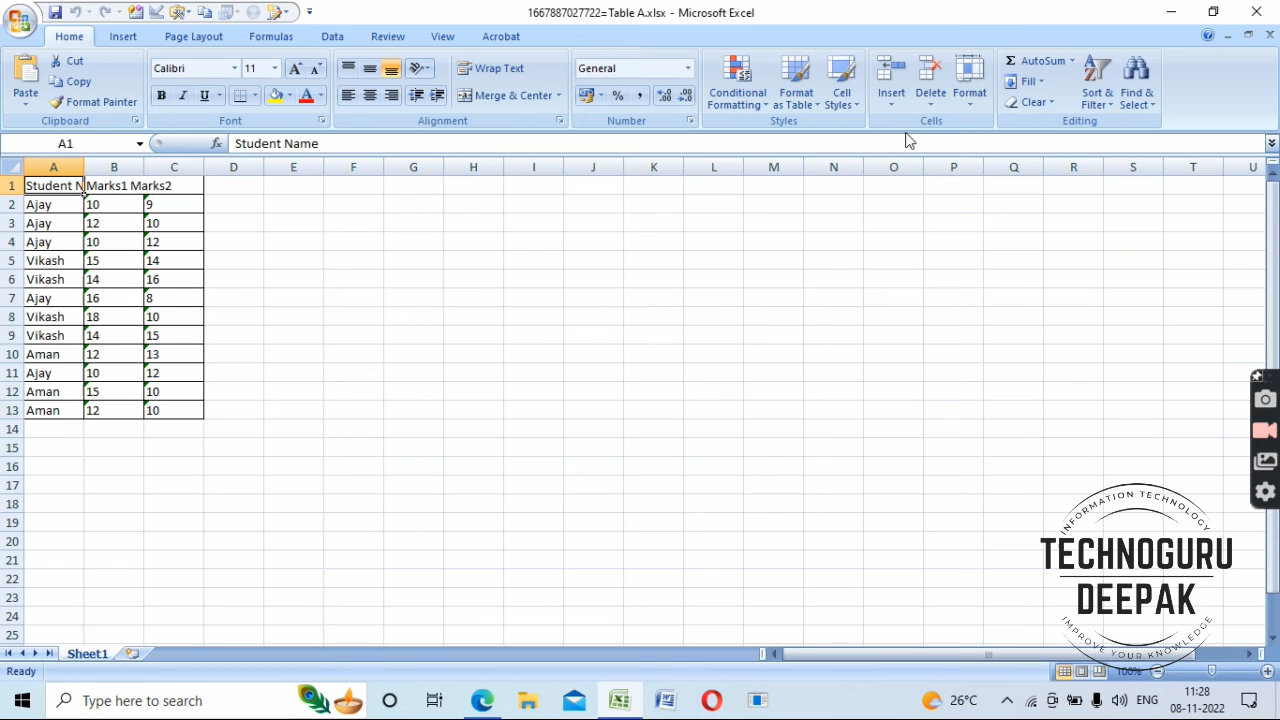 1667887027722=Table A.xlsx - Microsoft Excel
Home Insert Page Layout Formulas Data Review View Acrobat
Paste
Cut
Copy
Format Painter
Clipboard
Calibri 11
B I U
Font
Wrap Text
Merge & Center
Alignment
General
% ,
Number
Conditional Formatting
Format as Table
Cell Styles
Styles
Insert Delete Format
Cells
Σ AutoSum
Fill
Clear
Sort & Filter
Find & Select
Editing
A1 fx Student Name
A B C D E F G H I J K L M N O P Q R S T U
1 Student N Marks1 Marks2
2 Ajay 10 9
3 Ajay 12 10
4 Ajay 10 12
5 Vikash 15 14
6 Vikash 14 16
7 Ajay 16 8
8 Vikash 18 10
9 Vikash 14 15
10 Aman 12 13
11 Ajay 10 12
12 Aman 15 10
13 Aman 12 10
14
15
16
17
18
19
20
21
22
23
24
25
INFORMATION TECHNOLOGY
TECHNOGURU
DEEPAK
IMPROVE YOUR KNOWLEDGE
Sheet1
Ready 100%
Type here to search
26°C ENG
11:28
08-11-2022